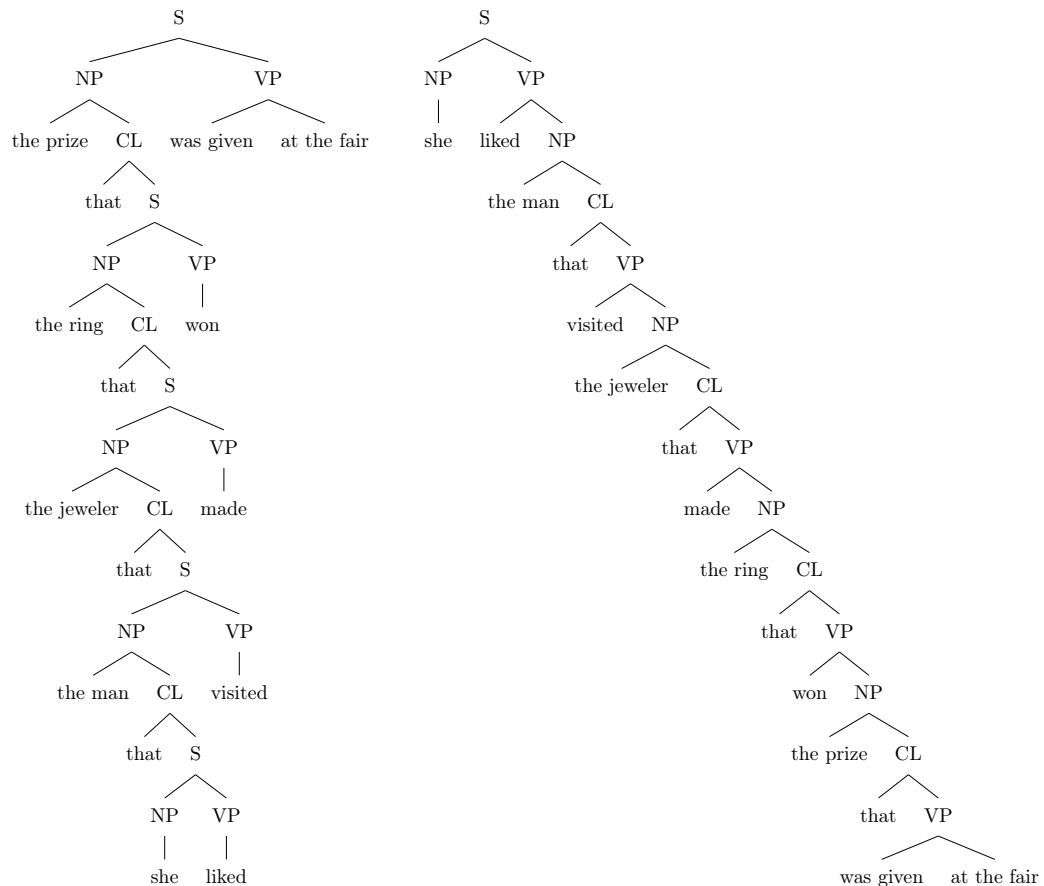 S S
NP VP NP VP
the prize CL was given at the fair she liked NP
that S the man CL
NP VP that VP
the ring CL won visited NP
that S the jeweler CL
NP VP that VP
the jeweler CL made made NP
that S the ring CL
NP VP that VP
the man CL visited won NP
that S the prize CL
NP VP that VP
she liked was given at the fair